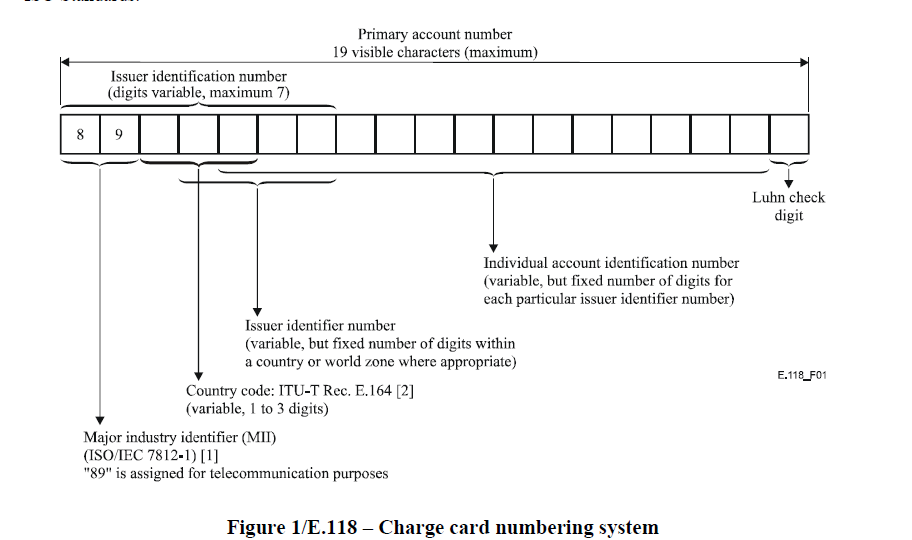 Primary account number
19 visible characters (maximum)
Issuer identification number
(digits variable, maximum 7)
8 9
Luhn check
digit
Individual account identification number
(variable, but fixed number of digits for
each particular issuer identifier number)
Issuer identifier number
(variable, but fixed number of digits within
a country or world zone where appropriate)
E.118_F01
Country code: ITU-T Rec. E.164 [2]
(variable, 1 to 3 digits)
Major industry identifier (MII)
(ISO/IEC 7812-1) [1]
"89" is assigned for telecommunication purposes
Figure 1/E.118 – Charge card numbering system